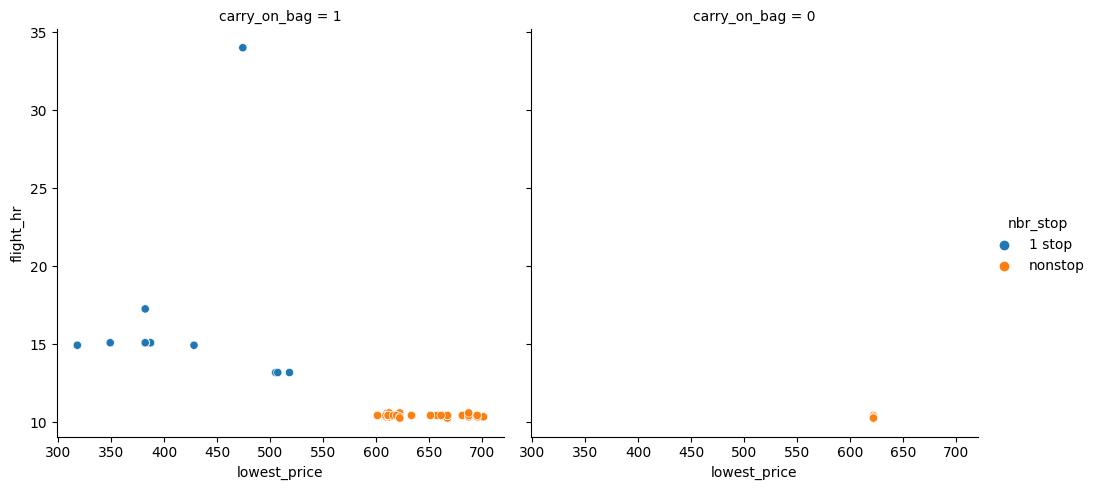 carry_on_bag = 1
carry_on_bag = 0
35
30
25
20
15
10
flight_hr
300 350 400 450 500 550 600 650 700
300 350 400 450 500 550 600 650 700
lowest_price
lowest_price
nbr_stop
1 stop
nonstop